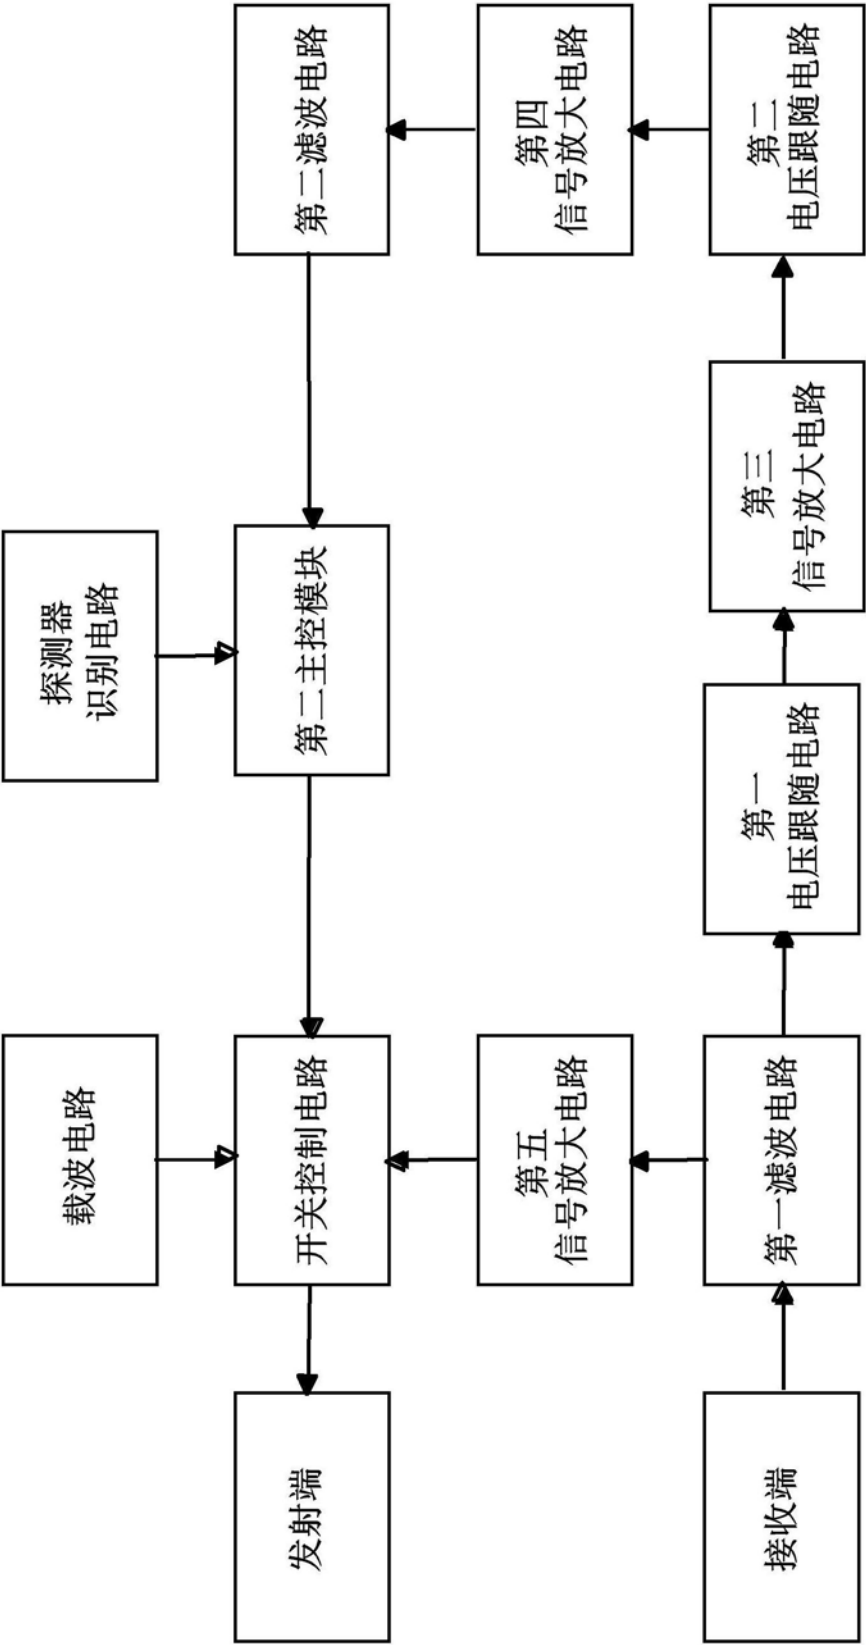 接收端
第一滤波电路
第一
电压跟随电路
第三
信号放大电路
第二
电压跟随电路
第五
信号放大电路
第四
信号放大电路
发射端
开关控制电路
第二主控模块
第二滤波电路
载波电路
探测器
识别电路